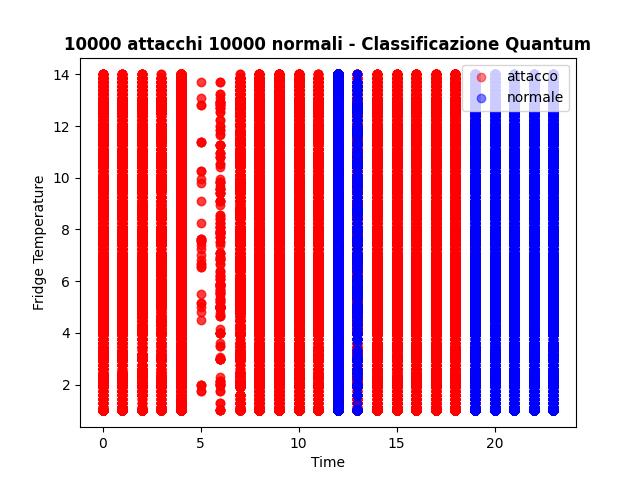 10000 attacchi 10000 normali - Classificazione Quantum
attacco
normale
14
12
10
8
6
4
2
Fridge Temperature
0 5 10 15 20
Time